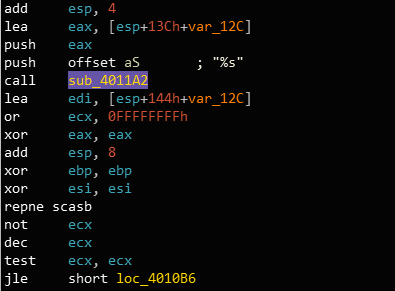 add     esp, 4
lea     eax, [esp+13Ch+var_12C]
push    eax
push    offset aS       ; "%s"
call    sub_4011A2
lea     edi, [esp+144h+var_12C]
or      ecx, 0FFFFFFFFh
xor     eax, eax
add     esp, 8
xor     ebp, ebp
xor     esi, esi
repne scasb
not     ecx
dec     ecx
test    ecx, ecx
jle     short loc_4010B6